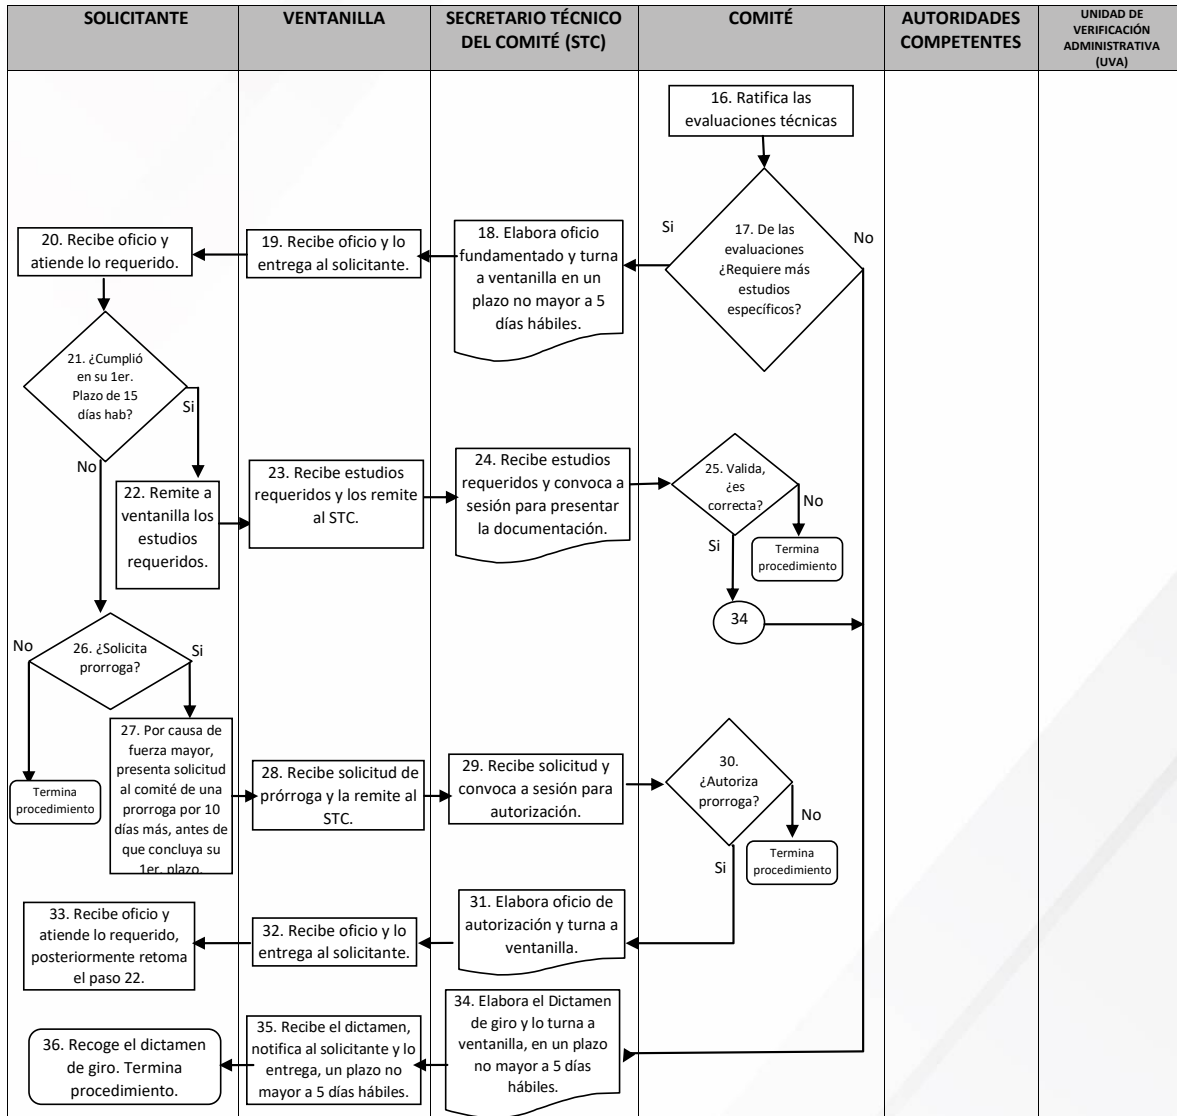 SOLICITANTE
VENTANILLA
SECRETARIO TÉCNICO
DEL COMITÉ (STC)
COMITÉ
AUTORIDADES
COMPETENTES
UNIDAD DE
VERIFICACIÓN
ADMINISTRATIVA
(UVA)
16. Ratifica las
evaluaciones técnicas
17. De las
evaluaciones
¿Requiere más
estudios
específicos?
Si
No
18. Elabora oficio
fundamentado y turna
a ventanilla en un
plazo no mayor a 5
días hábiles.
19. Recibe oficio y lo
entrega al solicitante.
20. Recibe oficio y
atiende lo requerido.
21. ¿Cumplió
en su 1er.
Plazo de 15
días hab?
Si
No
22. Remite a
ventanilla los
estudios
requeridos.
23. Recibe estudios
requeridos y los remite
al STC.
24. Recibe estudios
requeridos y convoca a
sesión para presentar
la documentación.
25. Valida,
¿es
correcta?
No
Si
Termina
procedimiento
34
26. ¿Solicita
prorroga?
No
Si
Termina
procedimiento
27. Por causa de
fuerza mayor,
presenta solicitud
al comité de una
prorroga por 10
días más, antes de
que concluya su
1er. plazo.
28. Recibe solicitud de
prórroga y la remite al
STC.
29. Recibe solicitud y
convoca a sesión para
autorización.
30.
¿Autoriza
prorroga?
No
Si
Termina
procedimiento
31. Elabora oficio de
autorización y turna a
ventanilla.
32. Recibe oficio y lo
entrega al solicitante.
33. Recibe oficio y
atiende lo requerido,
posteriormente retoma
el paso 22.
34. Elabora el Dictamen
de giro y lo turna a
ventanilla, en un plazo
no mayor a 5 días
hábiles.
35. Recibe el dictamen,
notifica al solicitante y lo
entrega, un plazo no
mayor a 5 días hábiles.
36. Recoge el dictamen
de giro. Termina
procedimiento.